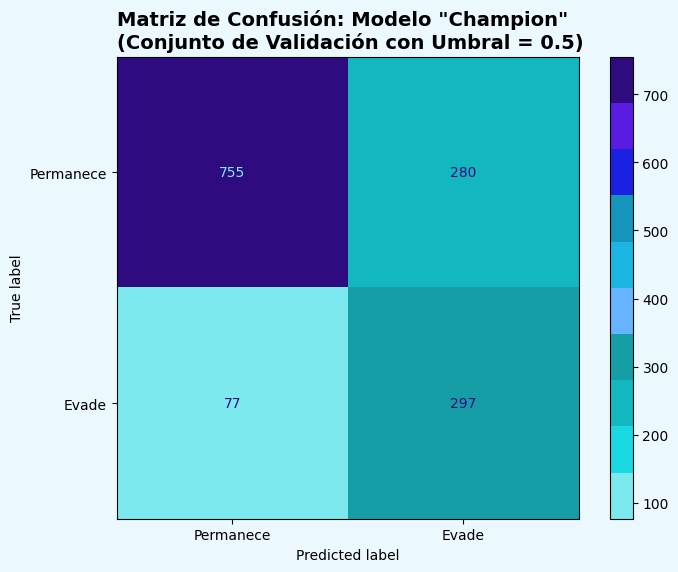 Matriz de Confusión: Modelo "Champion"
(Conjunto de Validación con Umbral = 0.5)
True label
Permanece
755
280
Evade
77
297
Permanece
Evade
Predicted label
700
600
500
400
300
200
100